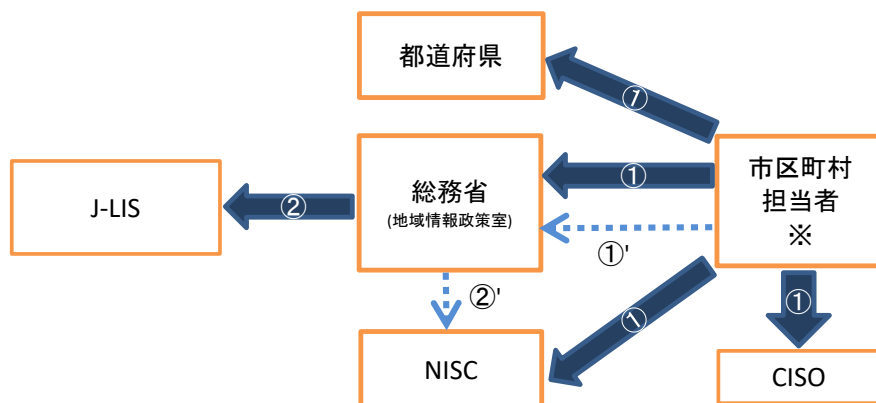 都道府県
①
市区町村
担当者
※
総務省
(地域情報政策室)
①
J-LIS
②
①'
②'
①
①
NISC
CISO